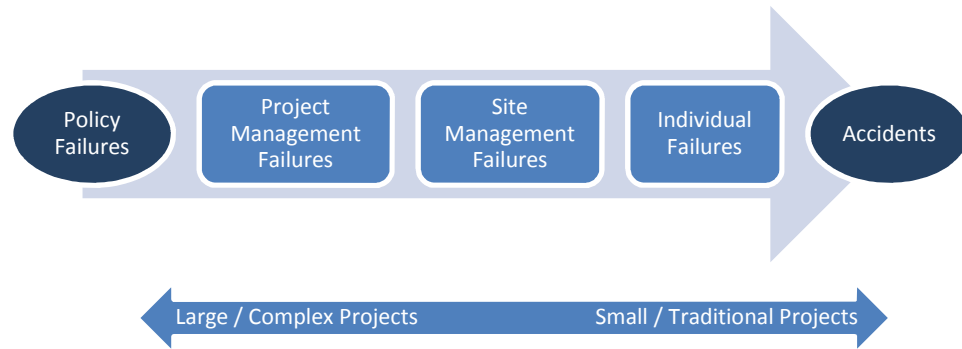 Policy
Failures
Project
Management
Failures
Site
Management
Failures
Individual
Failures
Accidents
Large / Complex Projects
Small / Traditional Projects